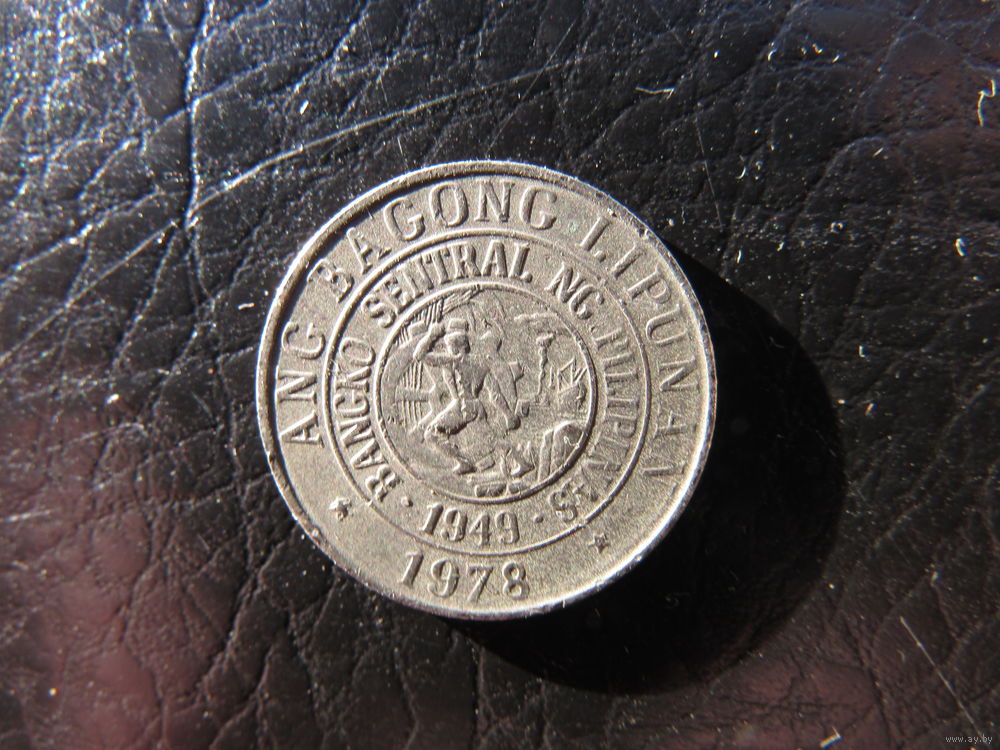 ANG BAGONG LIPUNAN
BANGKO SENTRAL NG PILIPINAS
1949
1978
www.ay.by